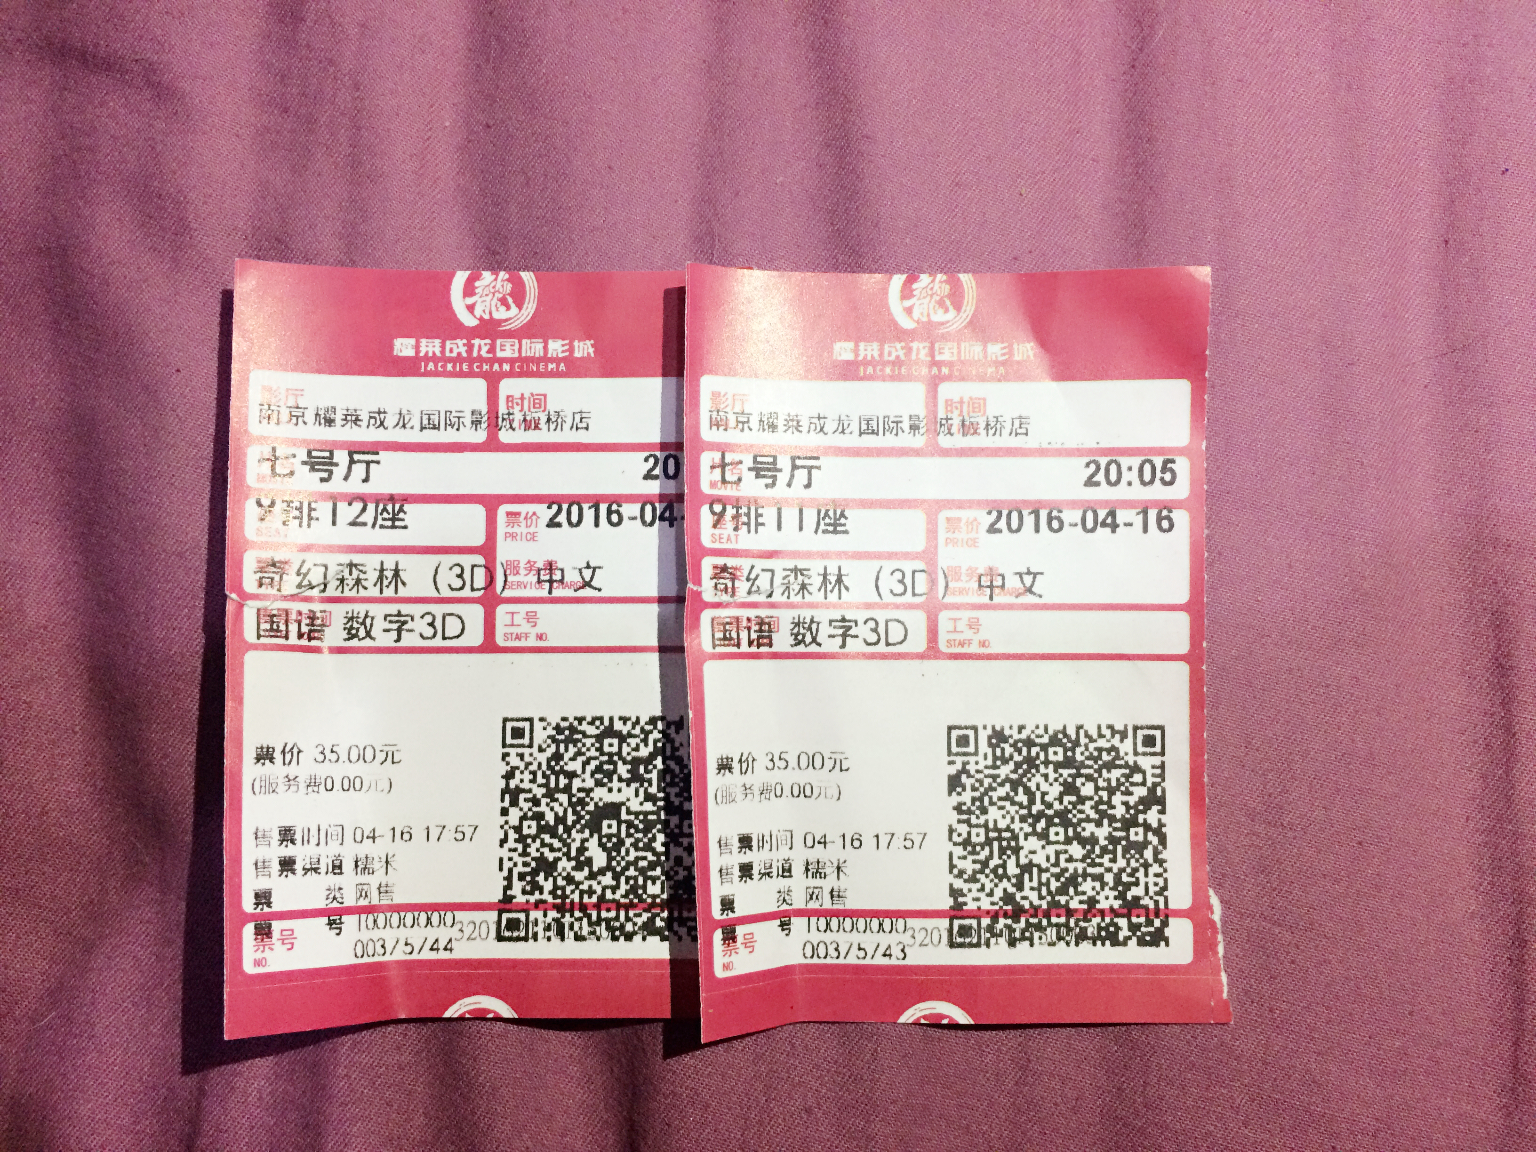 龍
耀莱成龙国际影城
JACKIE CHAN CINEMA
影厅
时间
南京耀莱成龙国际影城板桥店
七号厅 20
9排12座
SEAT
票价 2016-04-
PRICE
奇幻森林（3D）中文
服务费
SERVICE CHARGE
国语 数字3D
工号
STAFF NO.
票价 35.00元
(服务费0.00元)
售票时间 04-16 17:57
售票渠道 糯米
票 类 网售
票 号 10000000
00375744
票号
NO.
龍
耀莱成龙国际影城
JACKIE CHAN CINEMA
影厅
时间
南京耀莱成龙国际影城板桥店
七号厅 20:05
MOVIE
9排11座
SEAT
票价 2016-04-16
PRICE
奇幻森林（3D）中文
服务费
SERVICE CHARGE
国语 数字3D
工号
STAFF NO.
票价 35.00元
(服务费0.00元)
售票时间 04-16 17:57
售票渠道 糯米
票 类 网售
票 号 10000000
00375743
票号
NO.